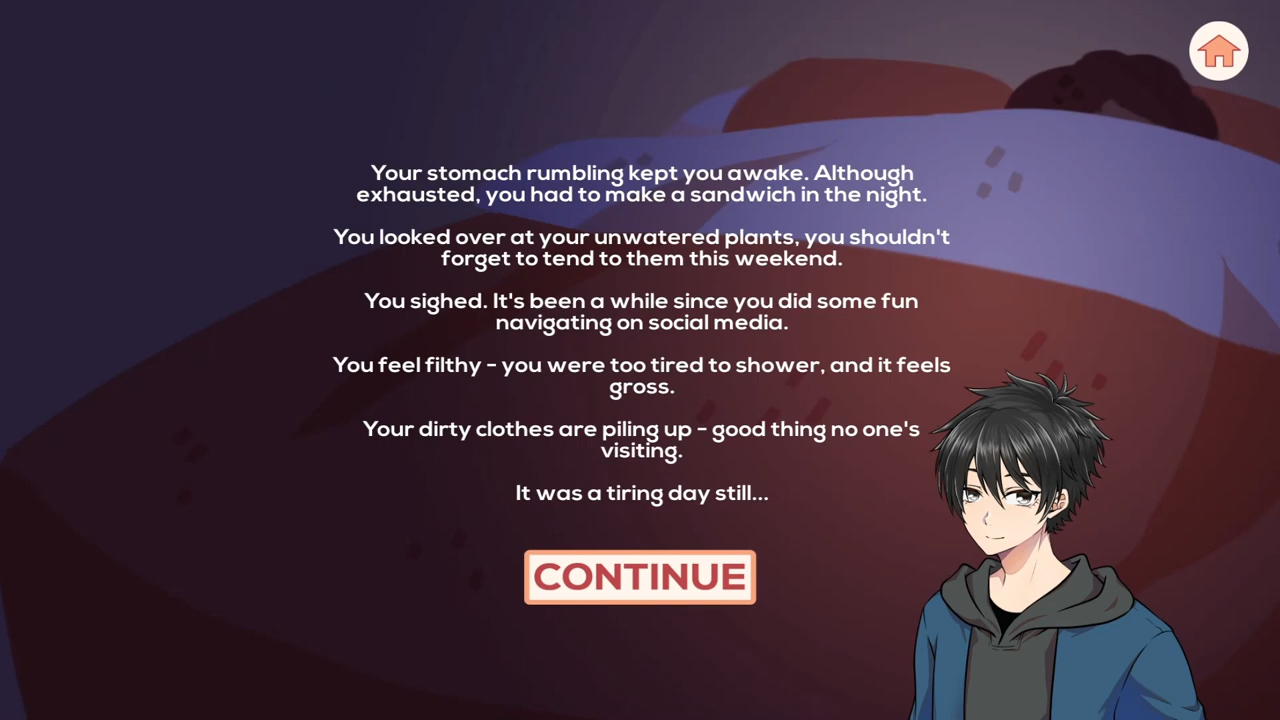 Your stomach rumbling kept you awake. Although
exhausted, you had to make a sandwich in the night.
You looked over at your unwatered plants, you shouldn't
forget to tend to them this weekend.
You sighed. It's been a while since you did some fun
navigating on social media.
You feel filthy - you were too tired to shower, and it feels
gross.
Your dirty clothes are piling up - good thing no one's
visiting.
It was a tiring day still...
CONTINUE